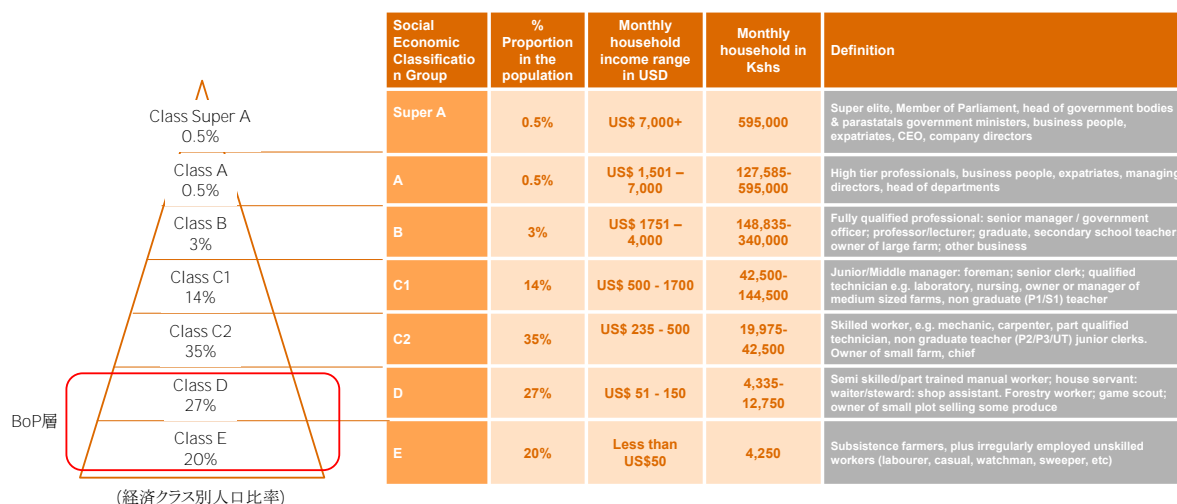 Class Super A
0.5%
Class A
0.5%
Class B
3%
Class C1
14%
Class C2
35%
Class D
27%
Class E
20%
BoP層
(経済クラス別人口比率)
Social
Economic
Classificatio
n Group
%
Proportion
in the
population
Monthly
household
income range
in USD
Monthly
household in
Kshs
Definition
Super A
0.5%
US$ 7,000+
595,000
Super elite, Member of Parliament, head of government bodies
& parastatals government ministers, business people,
expatriates, CEO, company directors
A
0.5%
US$ 1,501 –
7,000
127,585-
595,000
High tier professionals, business people, expatriates, managing
directors, head of departments
B
3%
US$ 1751 –
4,000
148,835-
340,000
Fully qualified professional: senior manager / government
officer; professor/lecturer; graduate, secondary school teacher
owner of large farm; other business
C1
14%
US$ 500 - 1700
42,500-
144,500
Junior/Middle manager: foreman; senior clerk; qualified
technician e.g. laboratory, nursing, owner or manager of
medium sized farms, non graduate (P1/S1) teacher
C2
35%
US$ 235 - 500
19,975-
42,500
Skilled worker, e.g. mechanic, carpenter, part qualified
technician, non graduate teacher (P2/P3/UT) junior clerks.
Owner of small farm, chief
D
27%
US$ 51 - 150
4,335-
12,750
Semi skilled/part trained manual worker; house servant:
waiter/steward: shop assistant. Forestry worker; game scout;
owner of small plot selling some produce
E
20%
Less than
US$50
4,250
Subsistence farmers, plus irregularly employed unskilled
workers (labourer, casual, watchman, sweeper, etc)